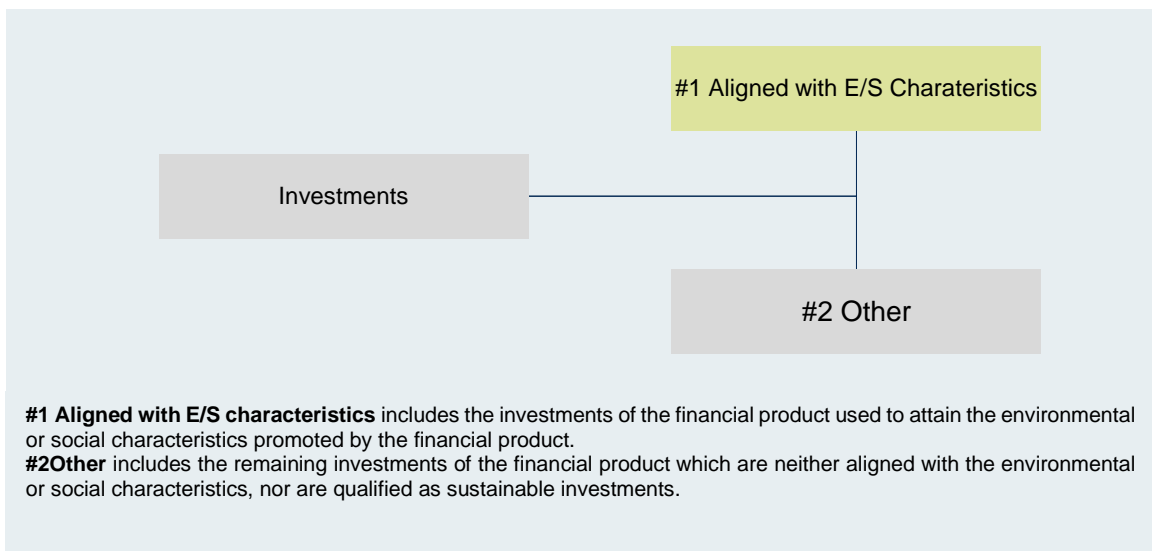 #1 Aligned with E/S Charateristics
Investments
#2 Other
#1 Aligned with E/S characteristics includes the investments of the financial product used to attain the environmental
or social characteristics promoted by the financial product.
#2Other includes the remaining investments of the financial product which are neither aligned with the environmental
or social characteristics, nor are qualified as sustainable investments.